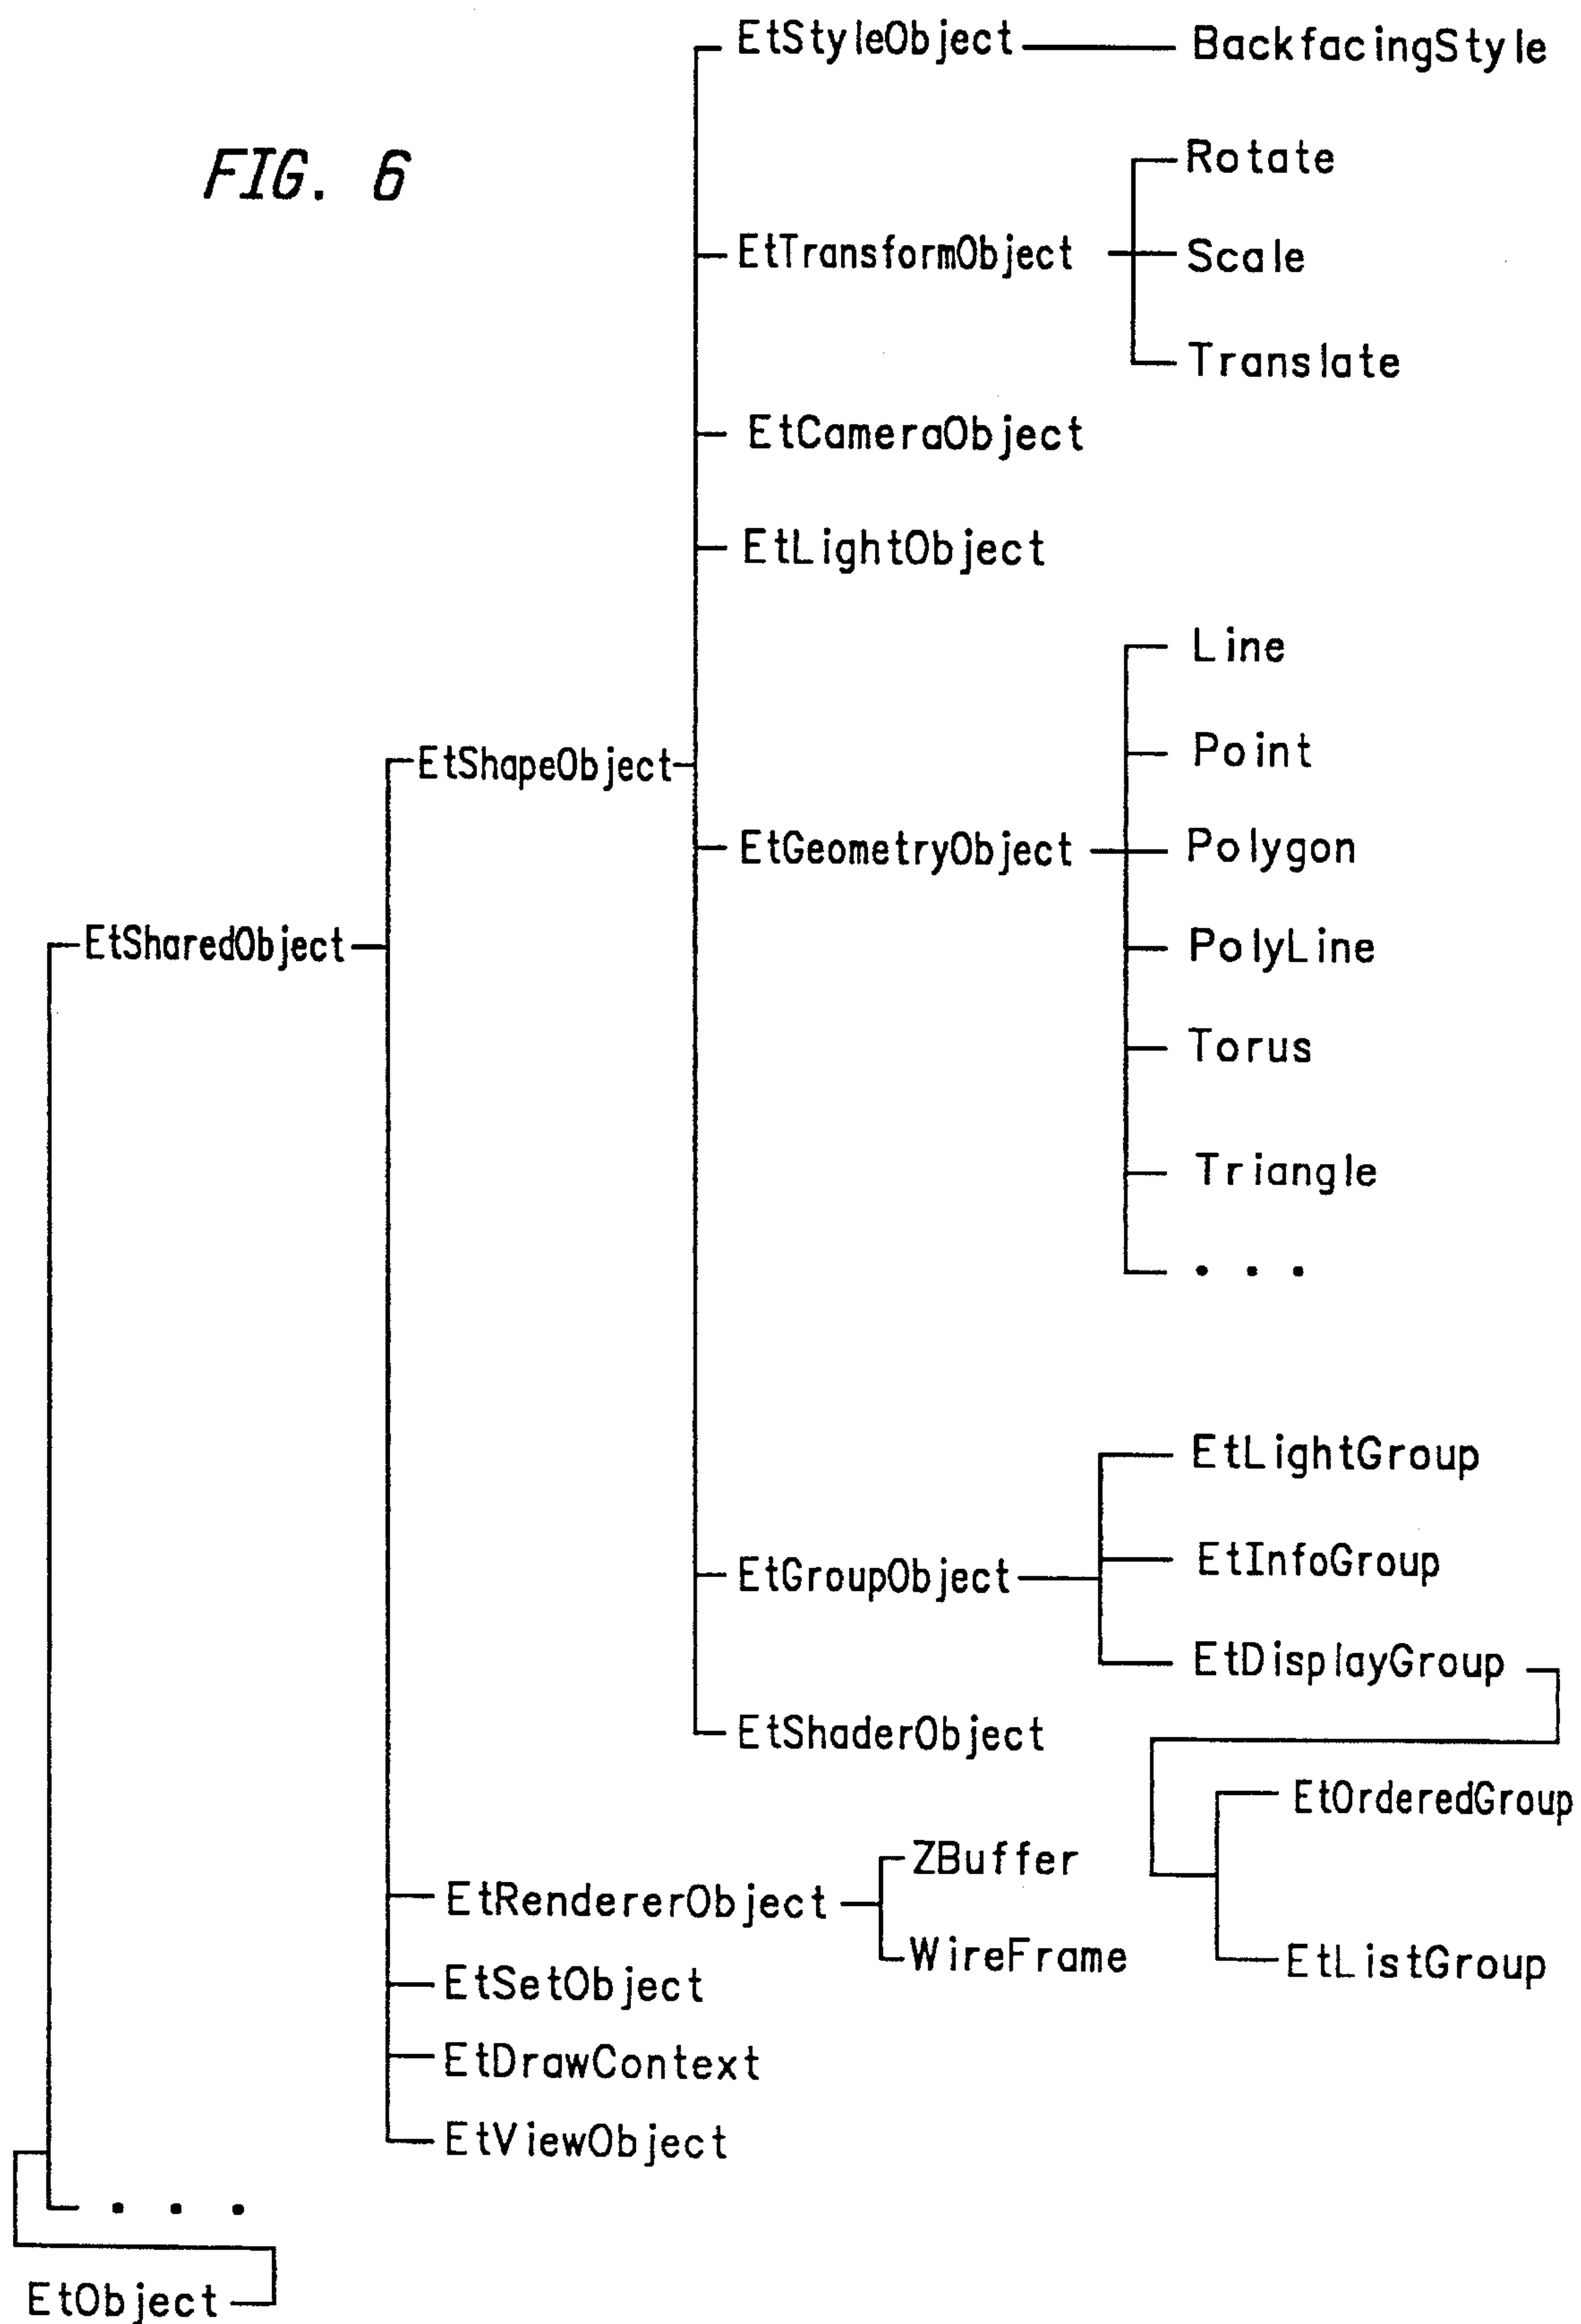 FIG. 6
EtStyleObject
BackfacingStyle
EtTransformObject
Rotate
Scale
Translate
EtCameraObject
EtLightObject
EtShapeObject
EtGeometryObject
Line
Point
Polygon
PolyLine
Torus
Triangle
. . .
EtSharedObject
EtGroupObject
EtLightGroup
EtInfoGroup
EtDisplayGroup
EtShaderObject
EtOrderedGroup
EtListGroup
EtRendererObject
ZBuffer
WireFrame
EtSetObject
EtDrawContext
EtViewObject
. . .
EtObject